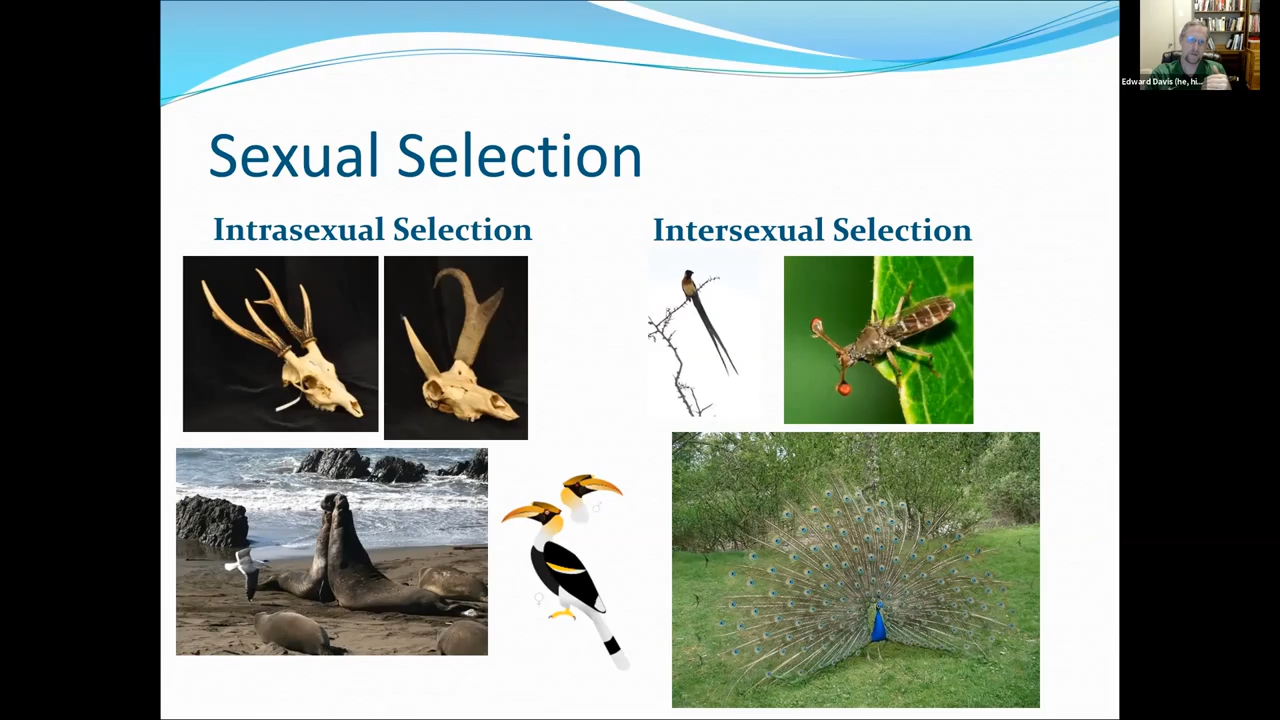 Edward Davis (he, hi...
Sexual Selection
Intrasexual Selection
Intersexual Selection
♂
♀